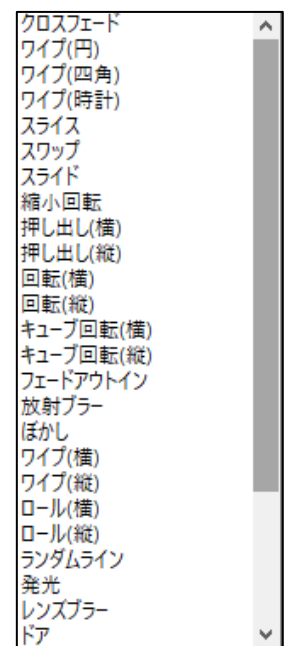 クロスフェード
ワイプ(円)
ワイプ(四角)
ワイプ(時計)
スライス
スワップ
スライド
縮小回転
押し出し(横)
押し出し(縦)
回転(横)
回転(縦)
キューブ回転(横)
キューブ回転(縦)
フェードアウトイン
放射ブラー
ぼかし
ワイプ(横)
ワイプ(縦)
ロール(横)
ロール(縦)
ランダムライン
発光
レンズブラー
ドア